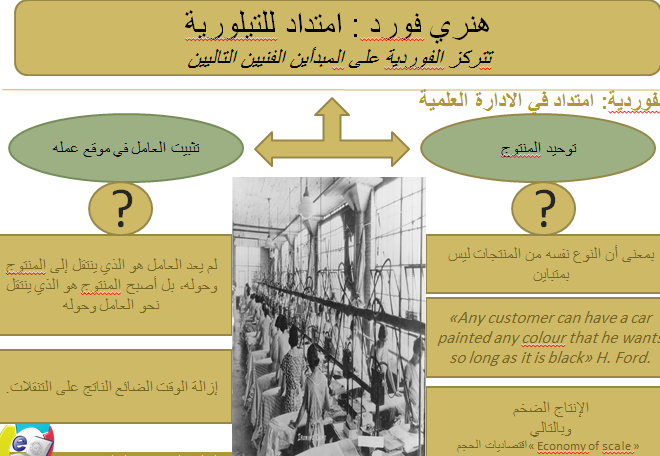 هنري فورد : امتداد للتيلورية
تتركز الفوردية على المبدأين الفنيين التاليين
لفوردية: امتداد في الادارة العلمية
توحيد المنتوج
تثبيت العامل في موقع عمله
?
?
بمعنى أن النوع نفسه من المنتجات ليس
بمتباين
«Any customer can have a car
painted any colour that he wants
so long as it is black» H. Ford.
الإنتاج الضخم
وبالتالي
اقتصاديات الحجم « Economy of scale »
لم يعد العامل هو الذي ينتقل إلى المنتوج
وحوله، بل أصبح المنتوج هو الذي ينتقل
نحو العامل وحوله
إزالة الوقت الضائع الناتج على التنقلات.
e